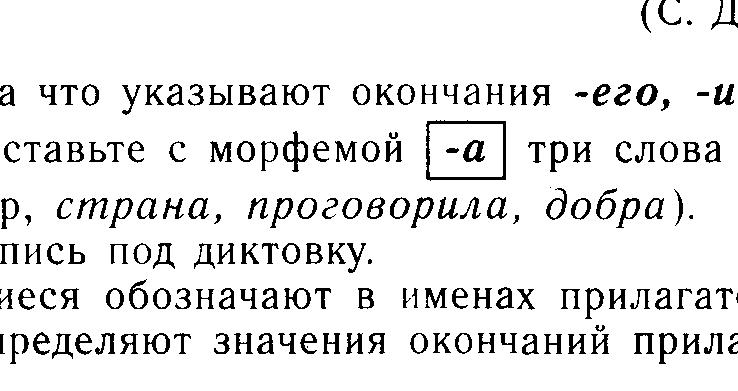 (С. Д
а что указывают окончания -его, -и
ставьте с морфемой -а три слова
р, страна, проговорила, добра).
пись под диктовку.
иеся обозначают в именах прилагат
пределяют значения окончаний прила